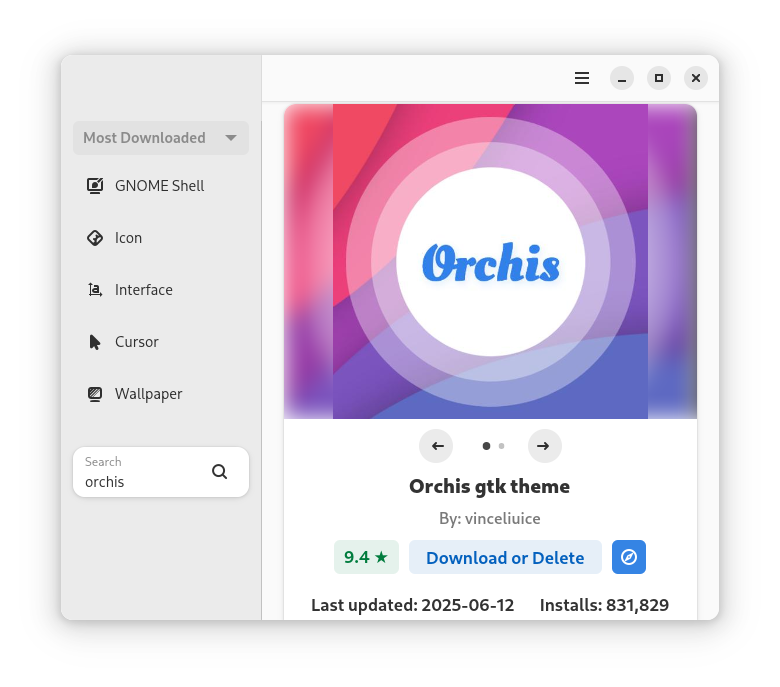 Most Downloaded
GNOME Shell
Icon
Interface
Cursor
Wallpaper
Search
orchis
Orchis
Orchis gtk theme
By: vinceliuice
9.4 ★
Download or Delete
Last updated: 2025-06-12 Installs: 831,829